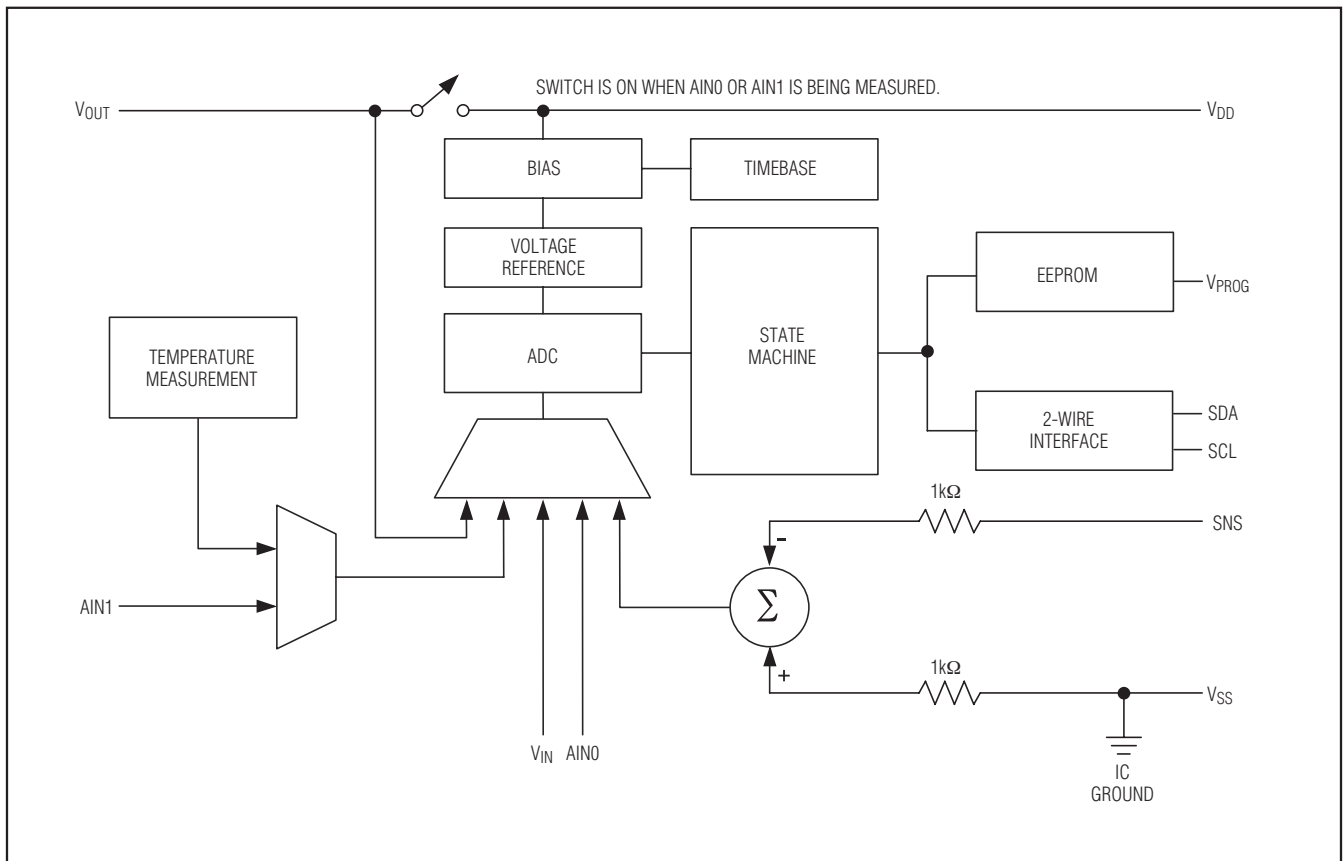 SWITCH IS ON WHEN AIN0 OR AIN1 IS BEING MEASURED.
VOUT
VDD
BIAS
TIMEBASE
VOLTAGE
REFERENCE
EEPROM
VPROG
TEMPERATURE
MEASUREMENT
ADC
STATE
MACHINE
2-WIRE
INTERFACE
SDA
SCL
1kΩ
SNS
-
AIN1
Σ
+
1kΩ
VSS
VIN
AIN0
IC
GROUND